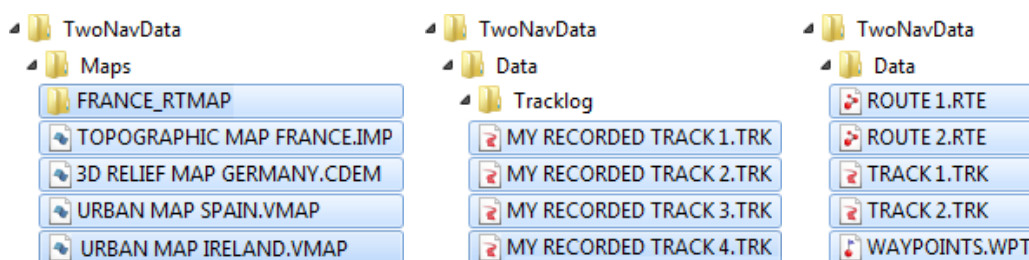 TwoNavData
Maps
FRANCE_RTMAP
TOPOGRAPHIC MAP FRANCE.IMP
3D RELIEF MAP GERMANY.CDEM
URBAN MAP SPAIN.VMAP
URBAN MAP IRELAND.VMAP
TwoNavData
Data
Tracklog
MY RECORDED TRACK 1.TRK
MY RECORDED TRACK 2.TRK
MY RECORDED TRACK 3.TRK
MY RECORDED TRACK 4.TRK
TwoNavData
Data
ROUTE 1.RTE
ROUTE 2.RTE
TRACK 1.TRK
TRACK 2.TRK
WAYPOINTS.WPT